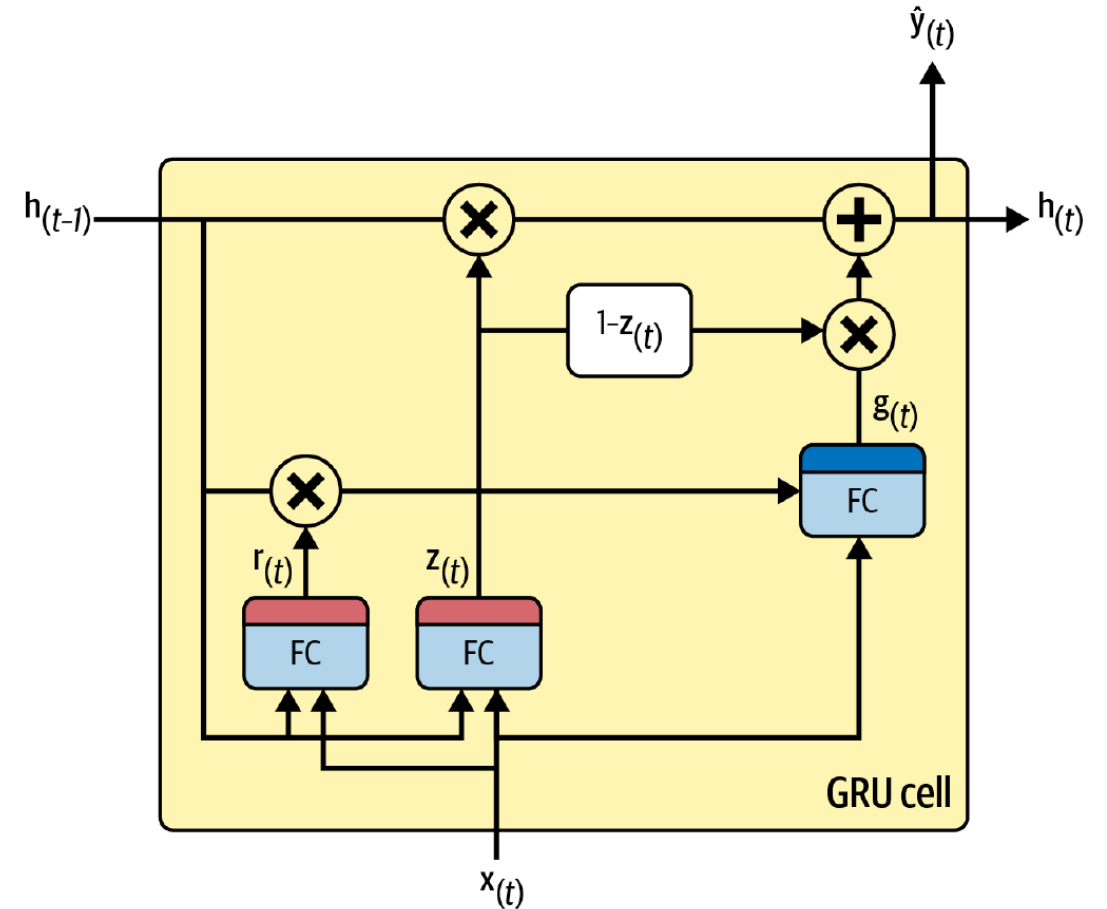 ŷ(t)
h(t–1)
h(t)
1–z(t)
g(t)
FC
r(t)
z(t)
FC
FC
GRU cell
x(t)